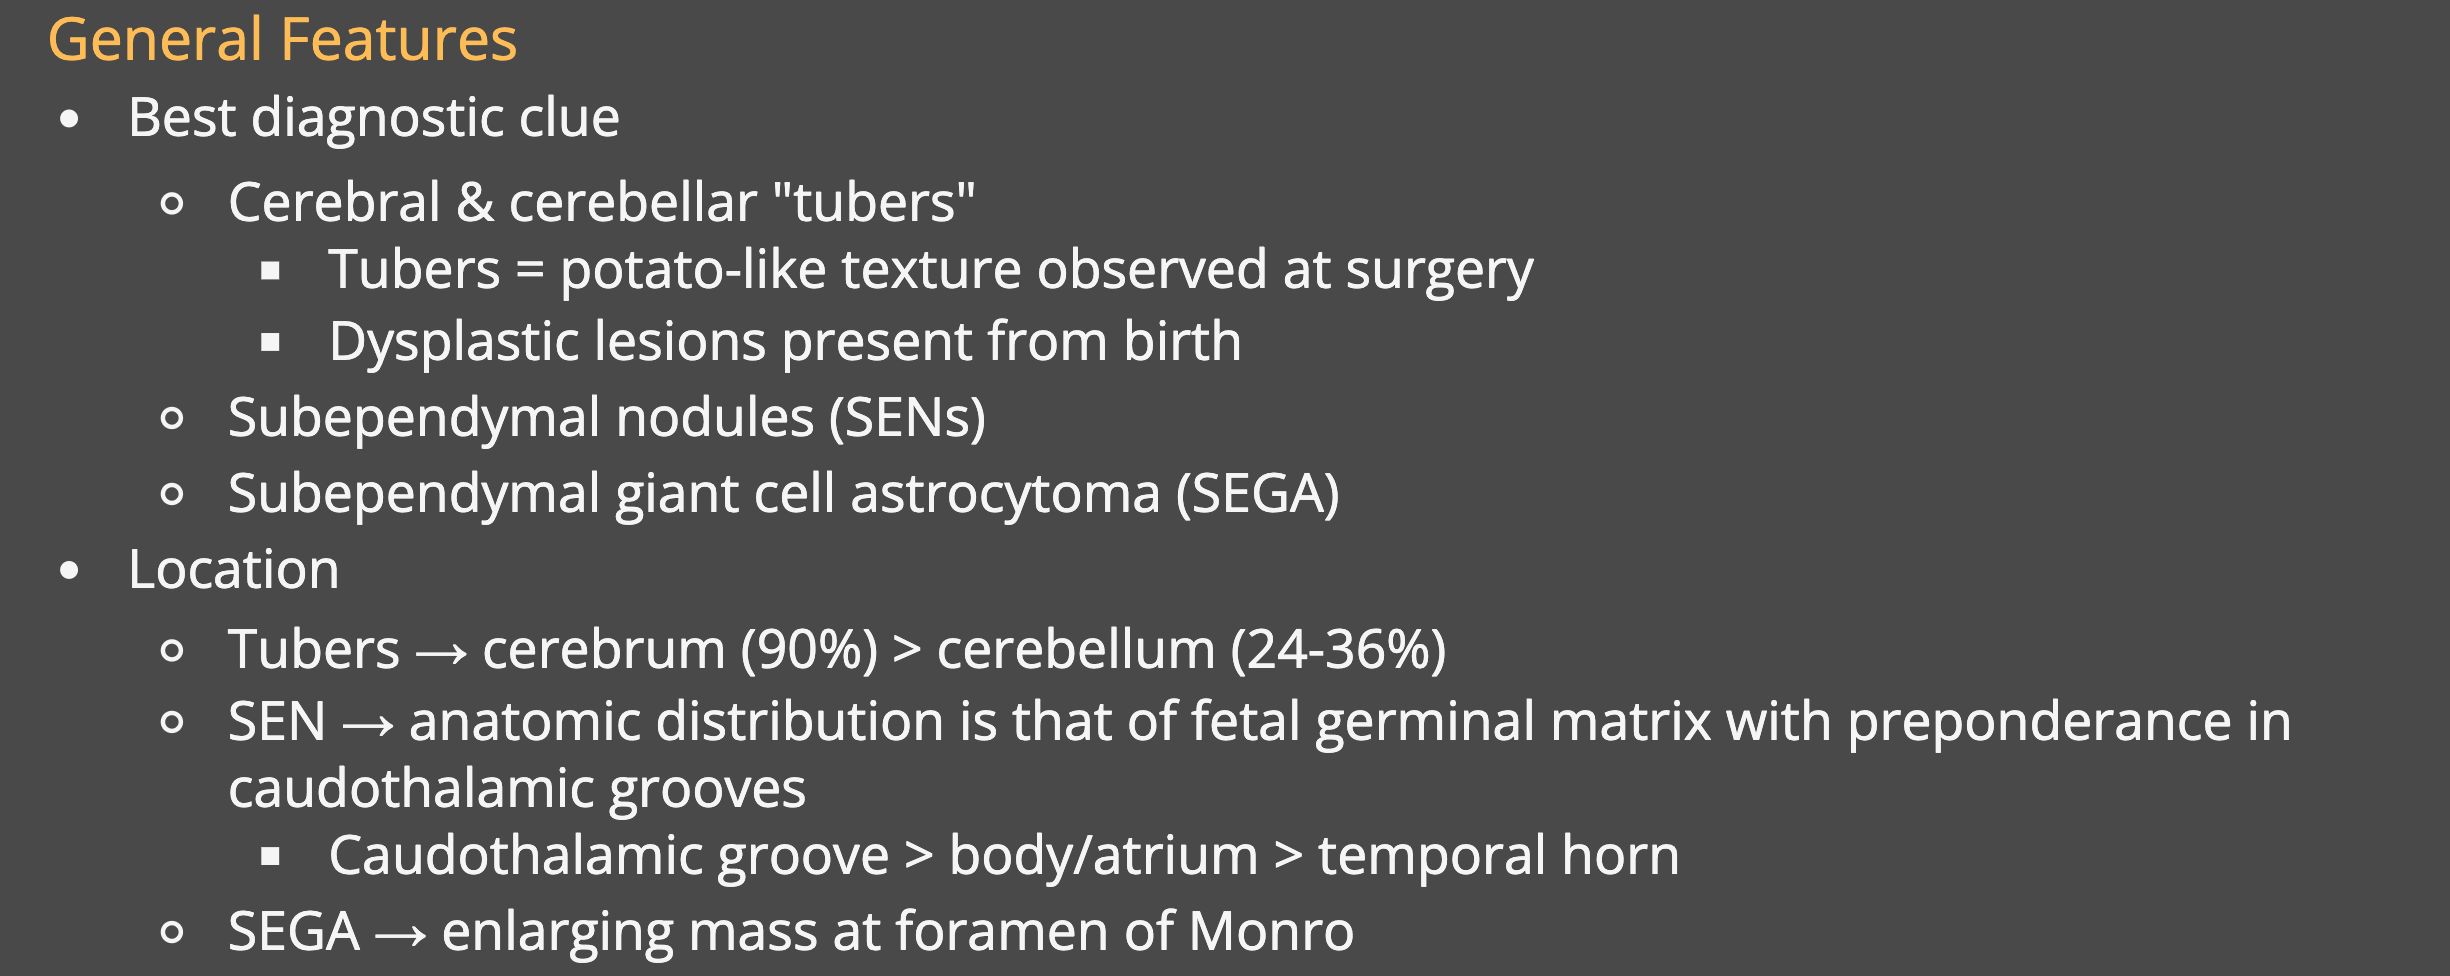 General Features
• Best diagnostic clue
○ Cerebral & cerebellar "tubers"
▪ Tubers = potato-like texture observed at surgery
▪ Dysplastic lesions present from birth
○ Subependymal nodules (SENs)
○ Subependymal giant cell astrocytoma (SEGA)
• Location
○ Tubers → cerebrum (90%) > cerebellum (24-36%)
○ SEN → anatomic distribution is that of fetal germinal matrix with preponderance in
caudothalamic grooves
▪ Caudothalamic groove > body/atrium > temporal horn
○ SEGA → enlarging mass at foramen of Monro